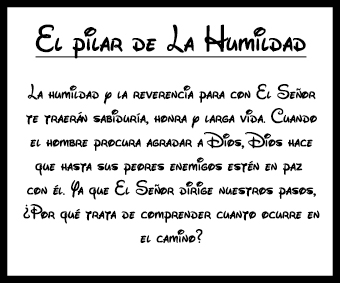 El pilar de La Humildad
La humildad y la reverencia para con El Señor
te traerán sabiduría, honra y larga vida. Cuando
el hombre procura agradar a Dios, Dios hace
que hasta sus peores enemigos estén en paz
con él. Ya que El Señor dirige nuestros pasos,
¿Por qué trata de comprender cuanto ocurre en
el camino?